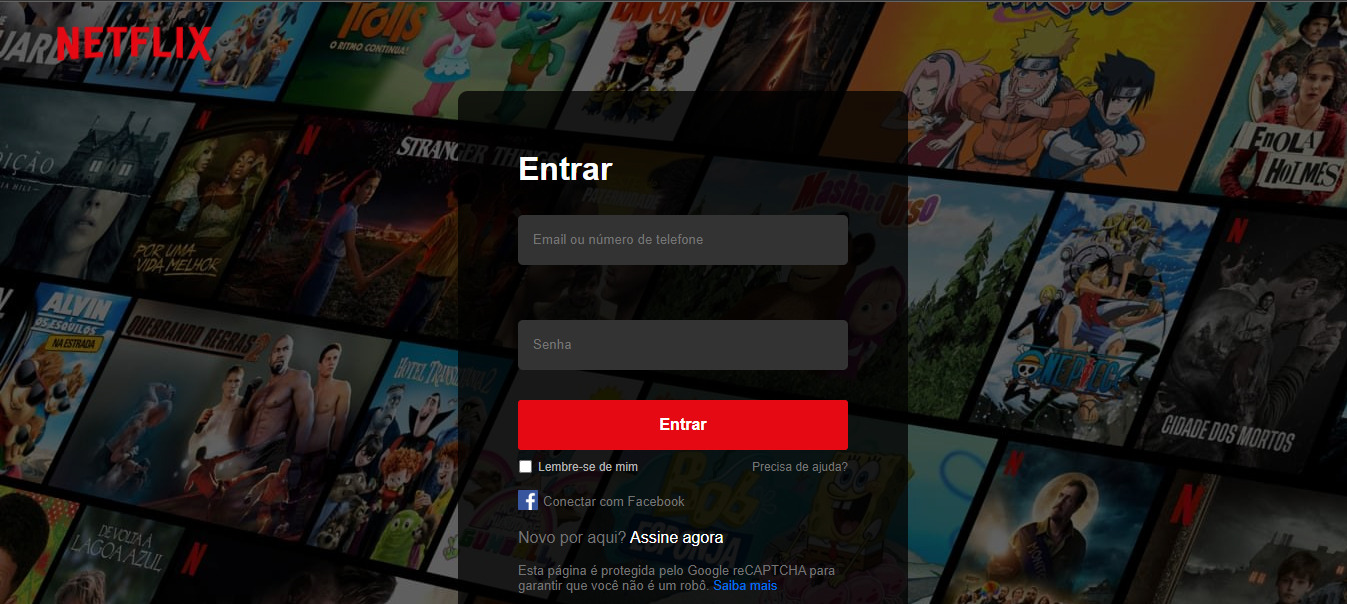 NETFLIX
Trolls
O RITMO CONTINUA!
ENOLA
HOLMES
STRANGER THINGS
POR UMA
VIDA MELHOR
Masha e o Urso
ALVIN
E OS ESQUILOS
NA ESTRADA
QUEBRANDO REGRAS 2
HOTEL
ONE PIECE
CIDADE DOS MORTOS
DE VOLTA À
LAGOA AZUL
BOB
ESPONJA
Entrar
Email ou número de telefone
Senha
Entrar
Lembre-se de mim
Precisa de ajuda?
Conectar com Facebook
Novo por aqui? Assine agora
Esta página é protegida pelo Google reCAPTCHA para
garantir que você não é um robô. Saiba mais